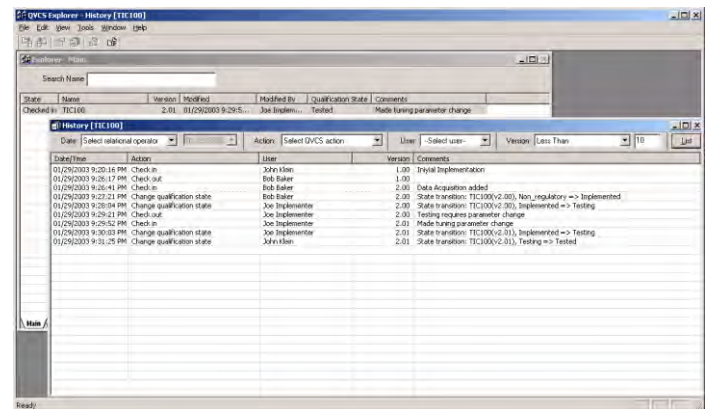 QVCS Explorer - History [TIC100]
File Edit View Tools Window Help
Explorer - Main
Search Name
State Name Version Modified Modified By Qualification State Comments
Checked in TIC100 2.01 01/29/2003 9:29:5... Joe Implem... Tested Made tuning parameter change
History [TIC100]
Date Select relational operator Action Select QVCS action User -Select user- Version Less Than 10 List
Date/Time Action User Version Comments
01/29/2003 9:20:16 PM Check in John Klein 1.00 Iniyial Implementation
01/29/2003 9:26:17 PM Check out Bob Baker 1.00
01/29/2003 9:26:41 PM Check in Bob Baker 2.00 Data Acquisition added
01/29/2003 9:27:21 PM Change qualification state Bob Baker 2.00 State transition: TIC100(v2.00), Non_regulatory => Implemented
01/29/2003 9:28:04 PM Change qualification state Joe Implementer 2.00 State transition: TIC100(v2.00), Implemented => Testing
01/29/2003 9:29:21 PM Check out Joe Implementer 2.00 Testing requires parameter change
01/29/2003 9:29:52 PM Check in Joe Implementer 2.01 Made tuning parameter change
01/29/2003 9:30:03 PM Change qualification state Joe Implementer 2.01 State transition: TIC100(v2.01), Implemented => Testing
01/29/2003 9:31:25 PM Change qualification state John Klein 2.01 State transition: TIC100(v2.01), Testing => Tested
Main
Ready